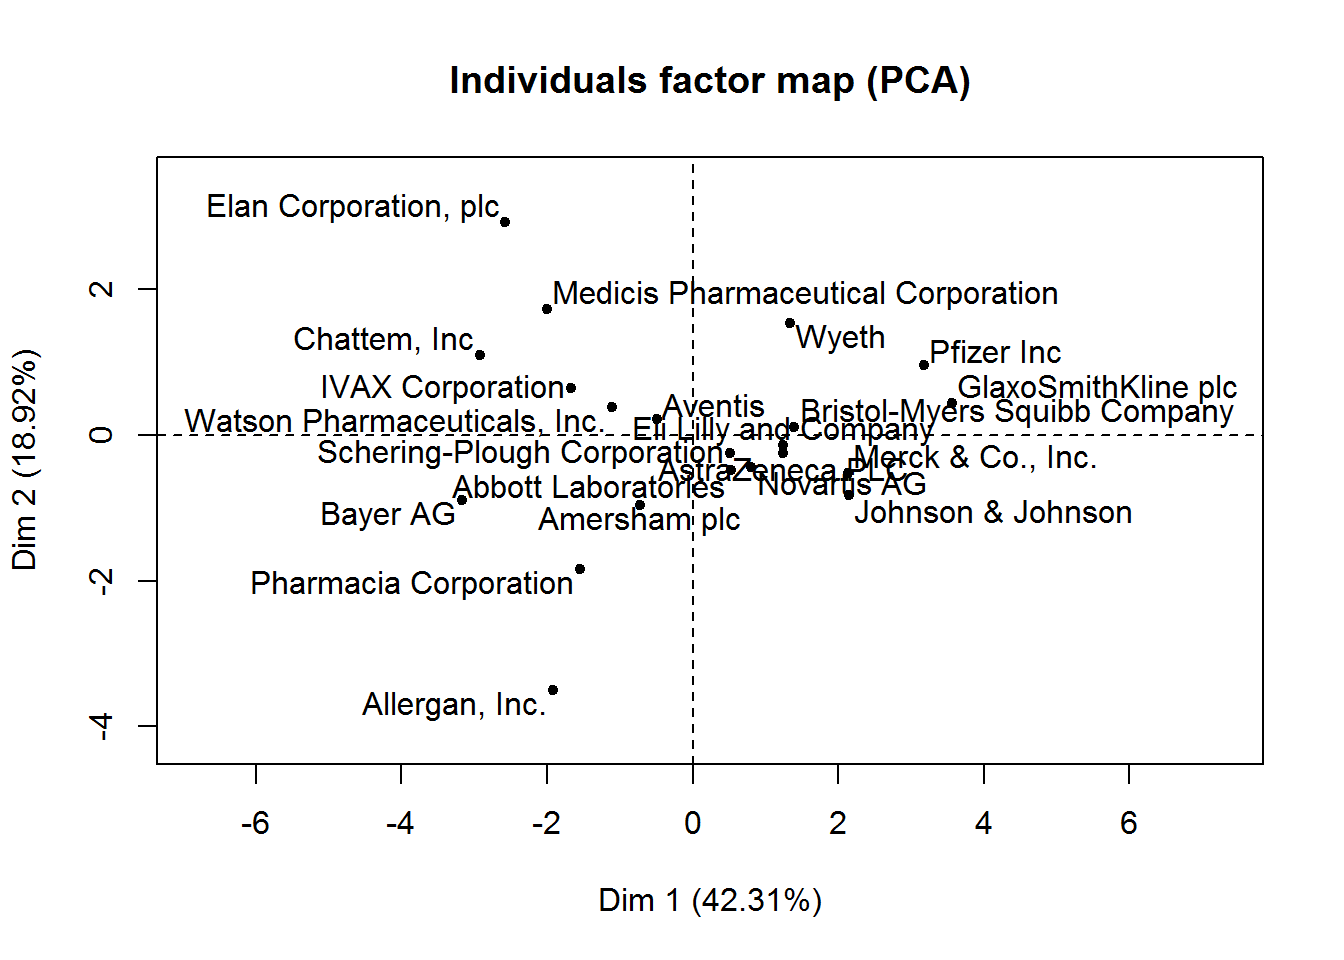 Individuals factor map (PCA)
Elan Corporation, plc
Medicis Pharmaceutical Corporation
Wyeth
Chattem, Inc
Pfizer Inc
IVAX Corporation
GlaxoSmithKline plc
Aventis
Bristol-Myers Squibb Company
Watson Pharmaceuticals, Inc.
Eli Lilly and Company
Schering-Plough Corporation
Merck & Co., Inc.
AstraZeneca PLC
Abbott Laboratories
Novartis AG
Bayer AG
Amersham plc
Johnson & Johnson
Pharmacia Corporation
Allergan, Inc.
2
0
-2
-4
Dim 2 (18.92%)
-6 -4 -2 0 2 4 6
Dim 1 (42.31%)